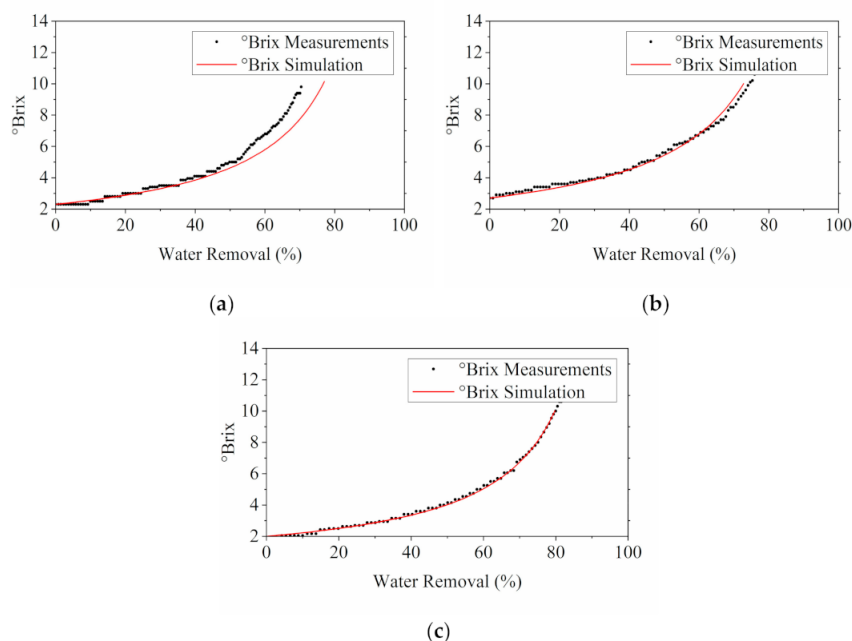 14
12
10
8
6
4
2
°Brix
°Brix Measurements
°Brix Simulation
0 20 40 60 80 100
Water Removal (%)
(a)
14
12
10
8
6
4
2
°Brix
°Brix Measurements
°Brix Simulation
0 20 40 60 80 100
Water Removal (%)
(b)
14
12
10
8
6
4
2
°Brix
°Brix Measurements
°Brix Simulation
0 20 40 60 80 100
Water Removal (%)
(c)